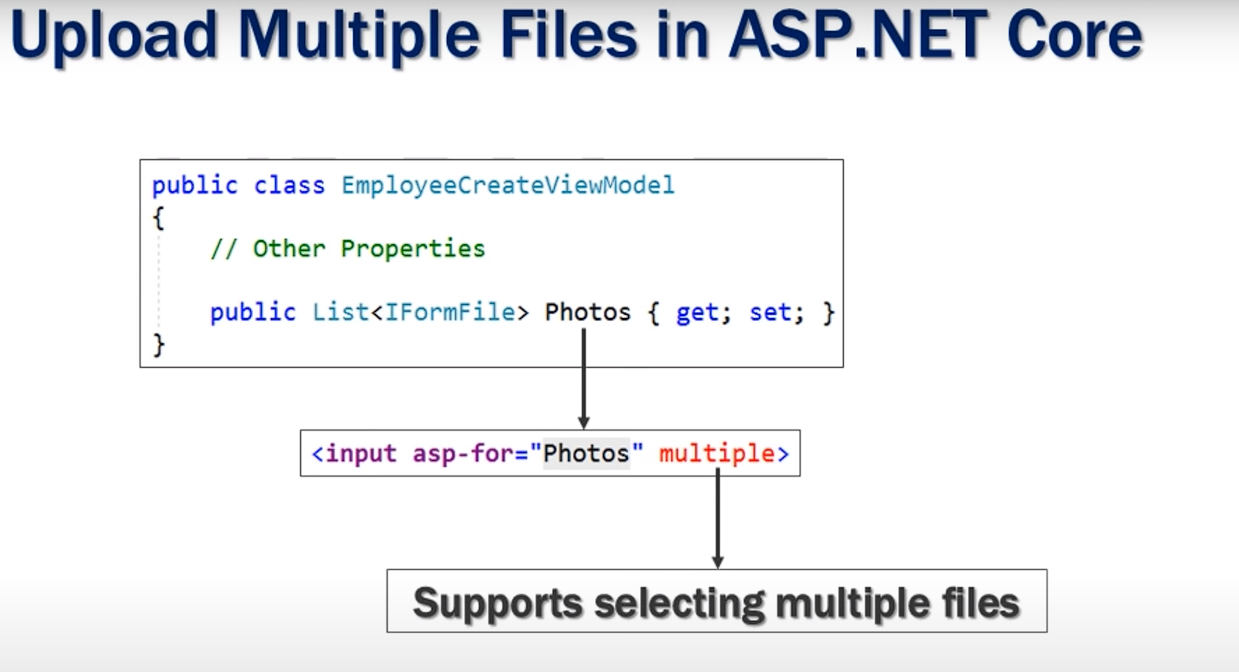 Upload Multiple Files in ASP.NET Core
public class EmployeeCreateViewModel
{
// Other Properties
public List<IFormFile> Photos { get; set; }
}
<input asp-for="Photos" multiple>
Supports selecting multiple files